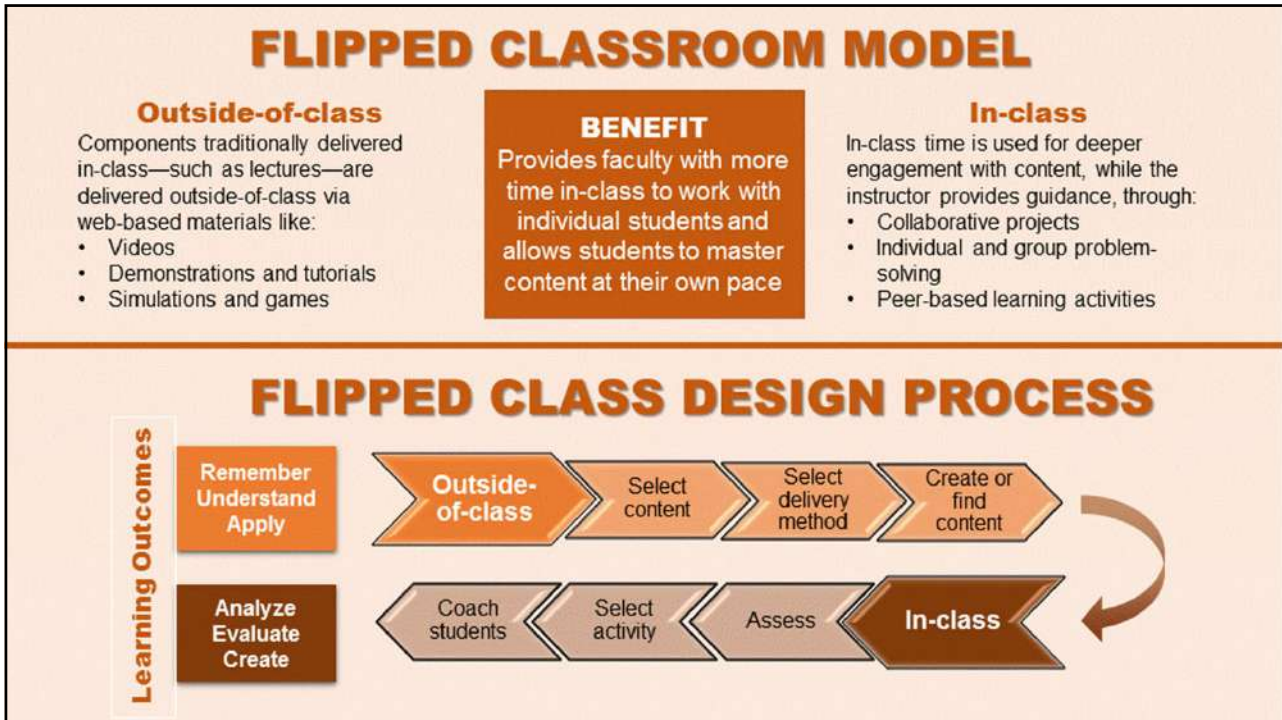 FLIPPED CLASSROOM MODEL
Outside-of-class
Components traditionally delivered
in-class—such as lectures—are
delivered outside-of-class via
web-based materials like:
• Videos
• Demonstrations and tutorials
• Simulations and games
BENEFIT
Provides faculty with more
time in-class to work with
individual students and
allows students to master
content at their own pace
In-class
In-class time is used for deeper
engagement with content, while the
instructor provides guidance, through:
• Collaborative projects
• Individual and group problem-
solving
• Peer-based learning activities
FLIPPED CLASS DESIGN PROCESS
Learning Outcomes
Remember
Understand
Apply
Outside-
of-class
Select
content
Select
delivery
method
Create or
find
content
Analyze
Evaluate
Create
Coach
students
Select
activity
Assess
In-class